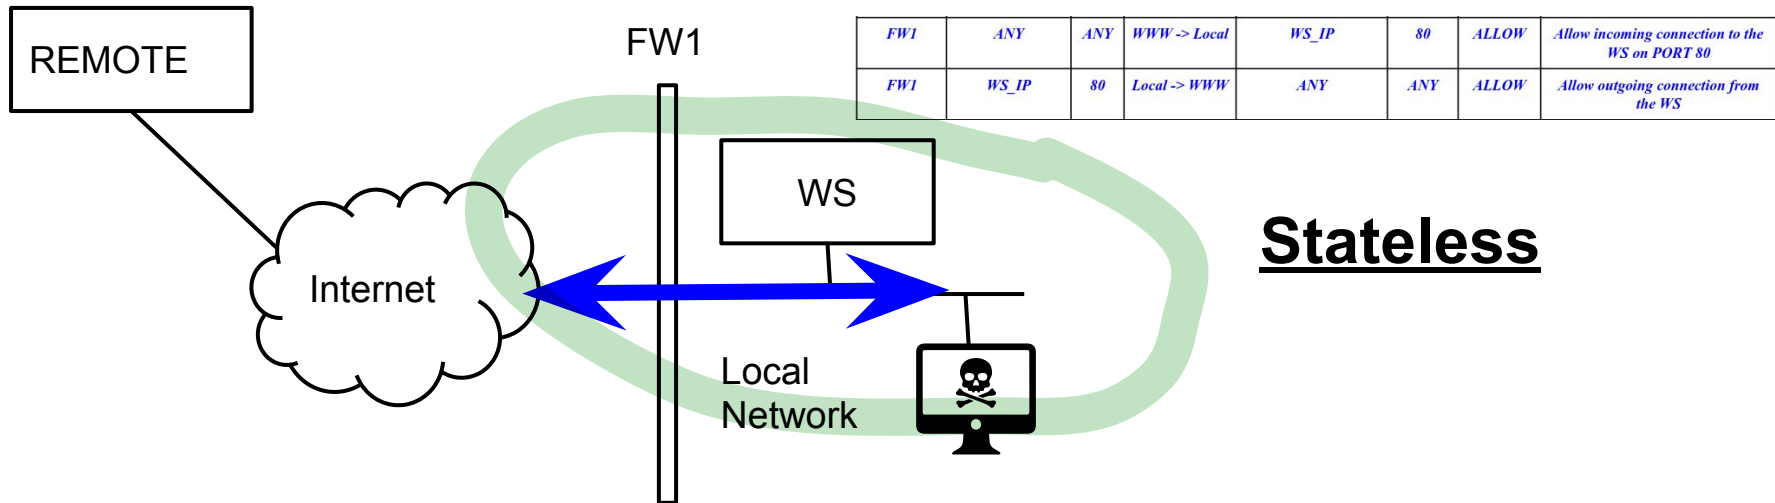 REMOTE
FW1
FW1 ANY ANY WWW -> Local WS_IP 80 ALLOW Allow incoming connection to the
WS on PORT 80
FW1 WS_IP 80 Local -> WWW ANY ANY ALLOW Allow outgoing connection from
the WS
WS
Stateless
Internet
Local
Network